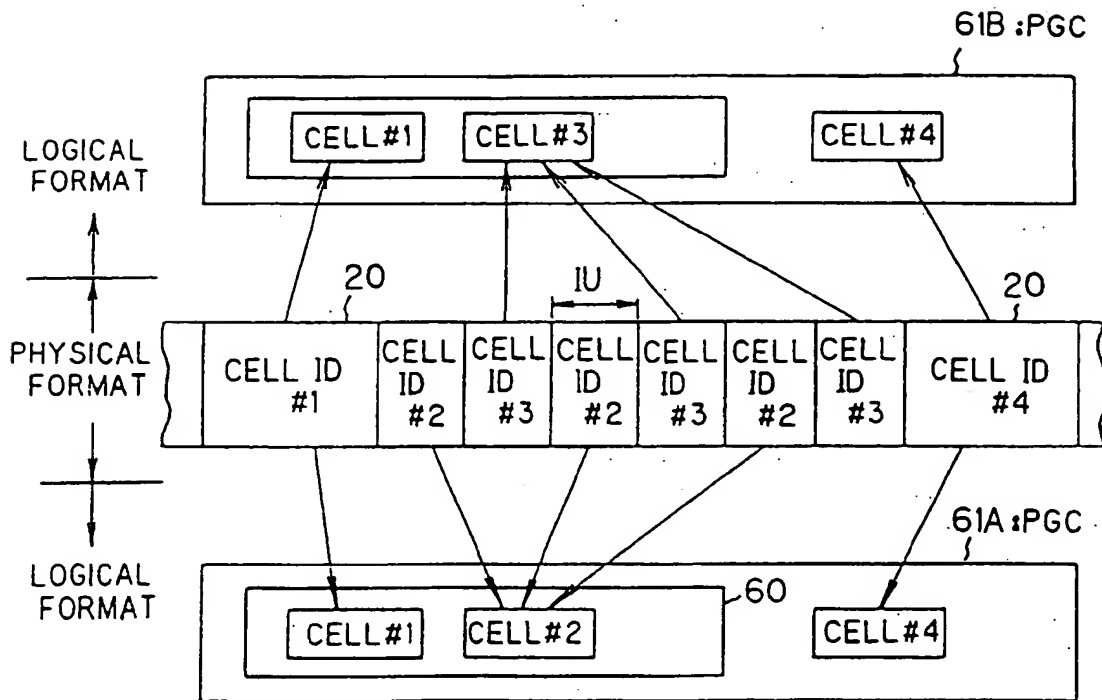 61B :PGC
CELL#1
CELL#3
CELL#4
LOGICAL
FORMAT
20
IU
20
PHYSICAL
FORMAT
CELL ID
#1
CELL
ID
#2
CELL
ID
#3
CELL
ID
#2
CELL
ID
#3
CELL
ID
#2
CELL
ID
#3
CELL ID
#4
61A :PGC
LOGICAL
FORMAT
60
CELL#1
CELL#2
CELL#4